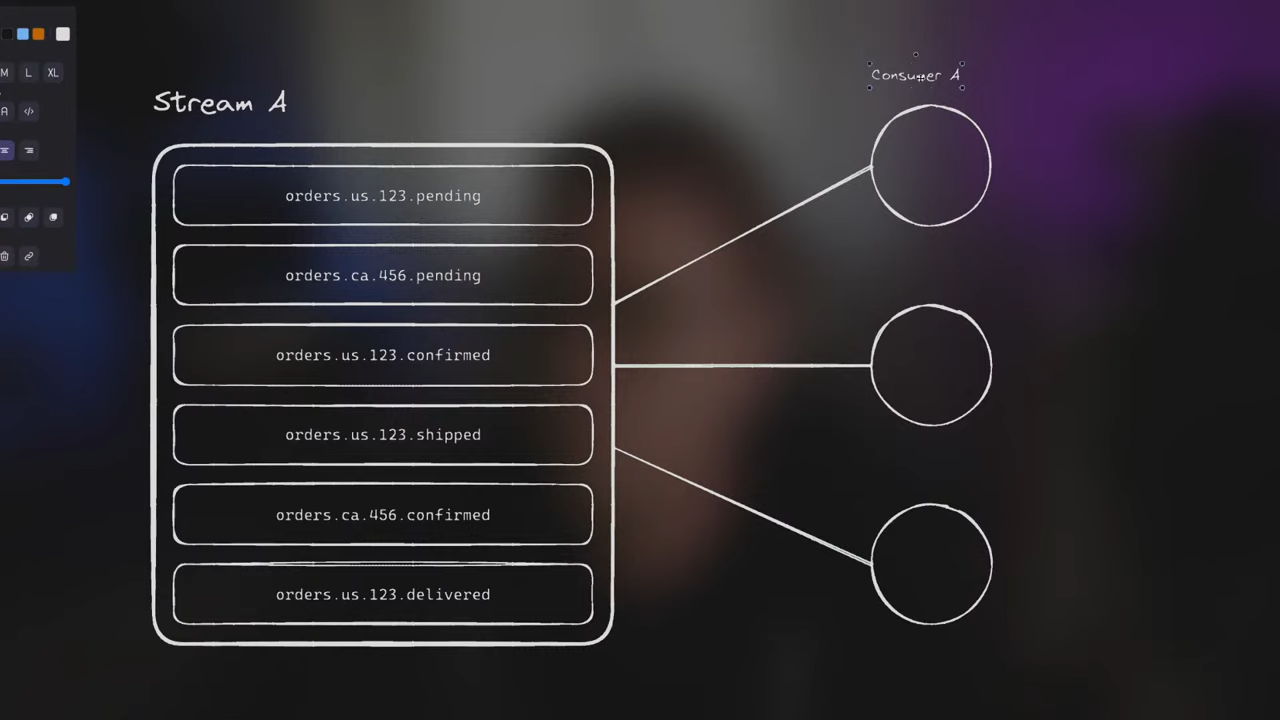 M L XL
A </>
Stream A
Consumer A
orders.us.123.pending
orders.ca.456.pending
orders.us.123.confirmed
orders.us.123.shipped
orders.ca.456.confirmed
orders.us.123.delivered